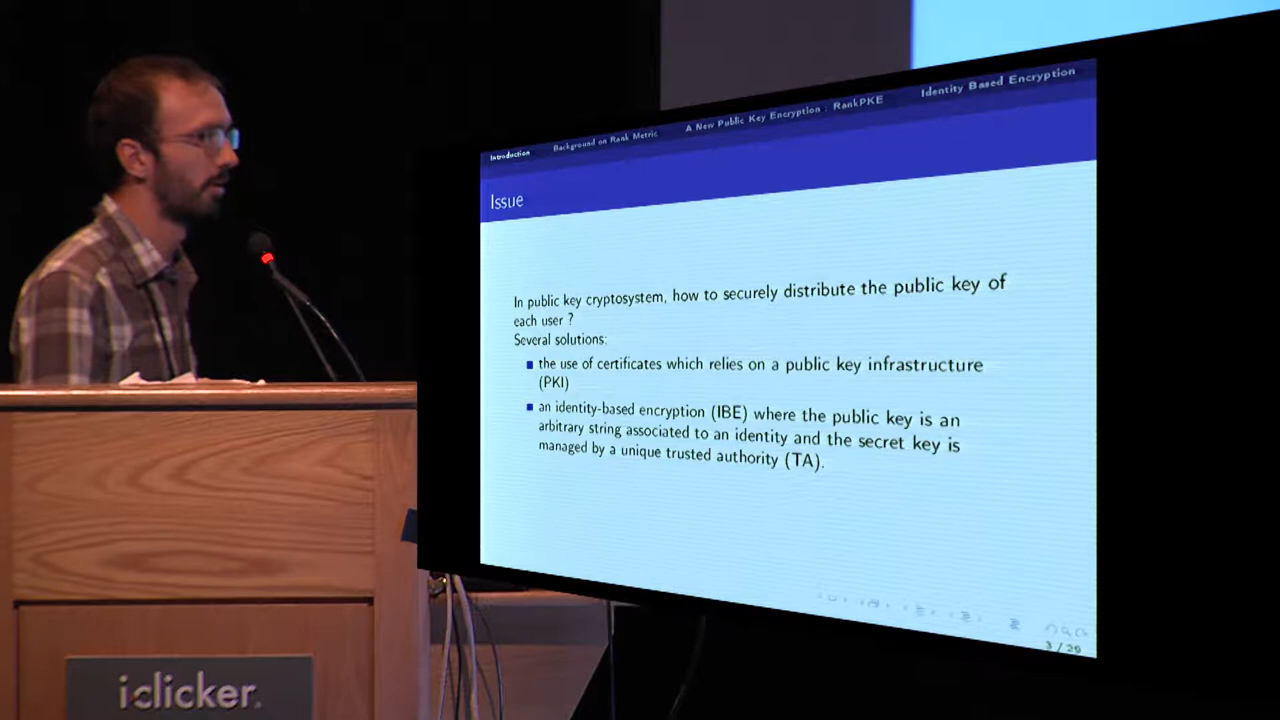 Introduction
Background on Rank Metric
A New Public Key Encryption : RankPKE
Identity Based Encryption
Issue
In public key cryptosystem, how to securely distribute the public key of
each user ?
Several solutions:
the use of certificates which relies on a public key infrastructure
(PKI)
an identity-based encryption (IBE) where the public key is an
arbitrary string associated to an identity and the secret key is
managed by a unique trusted authority (TA).
3 / 29
i>clicker.